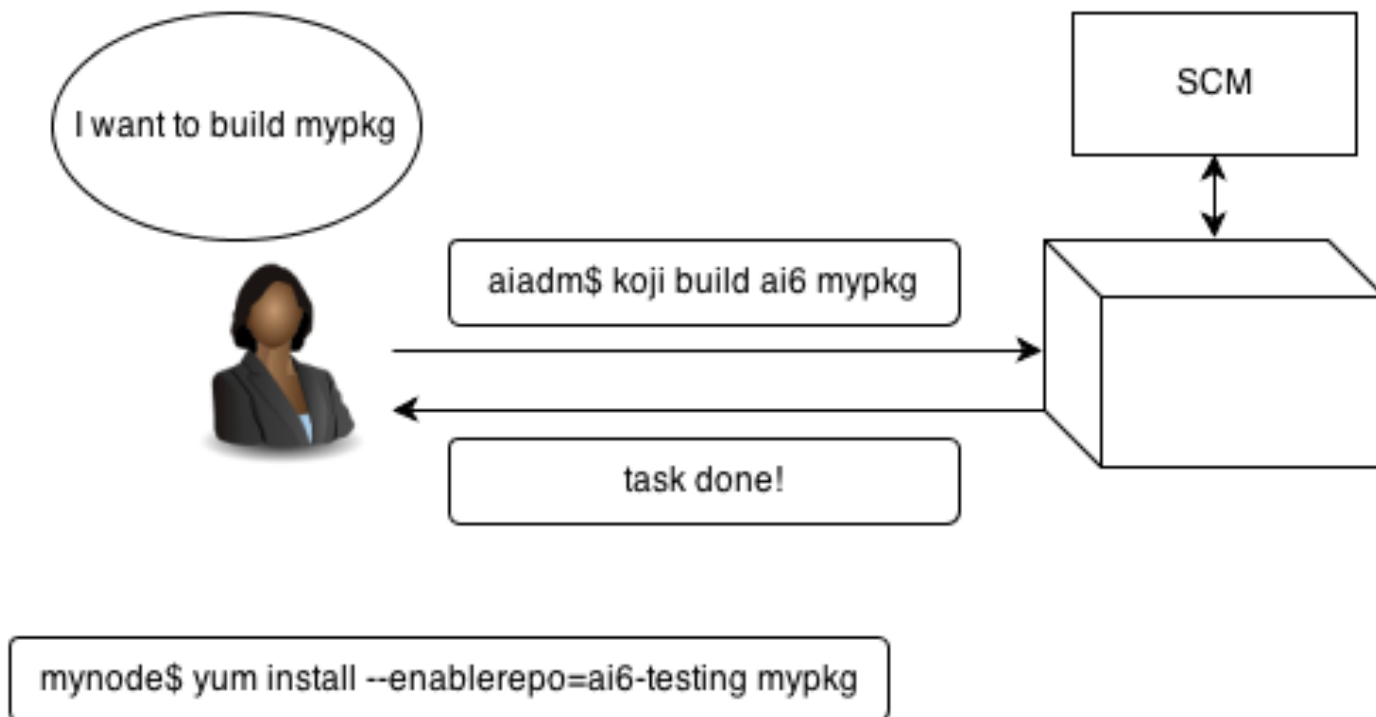 I want to build mypkg
SCM
aiadm$ koji build ai6 mypkg
task done!
mynode$ yum install --enablerepo=ai6-testing mypkg